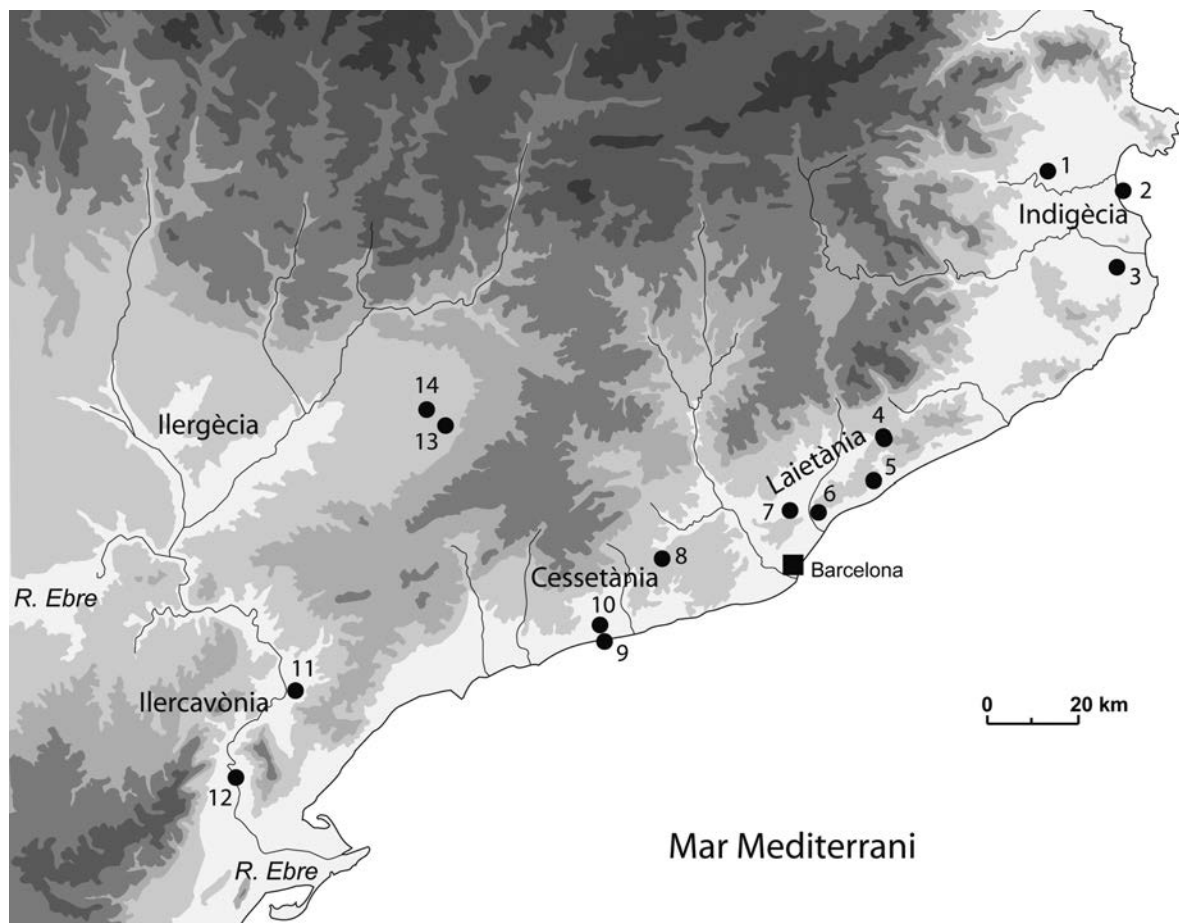 1
2
Indigècia
3
14
13
Ilergècia
4
Laietània
5
6
7
Barcelona
8
Cessetània
10
9
R. Ebre
11
Ilercavònia
12
0 20 km
Mar Mediterrani
R. Ebre